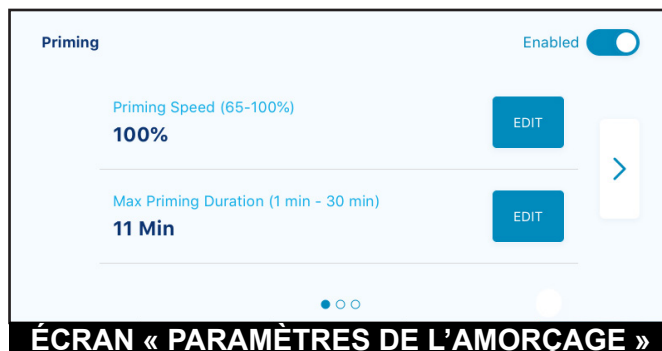 Priming
Enabled
Priming Speed (65-100%)
100%
EDIT
Max Priming Duration (1 min - 30 min)
11 Min
EDIT
ÉCRAN « PARAMÈTRES DE L’AMORÇAGE »